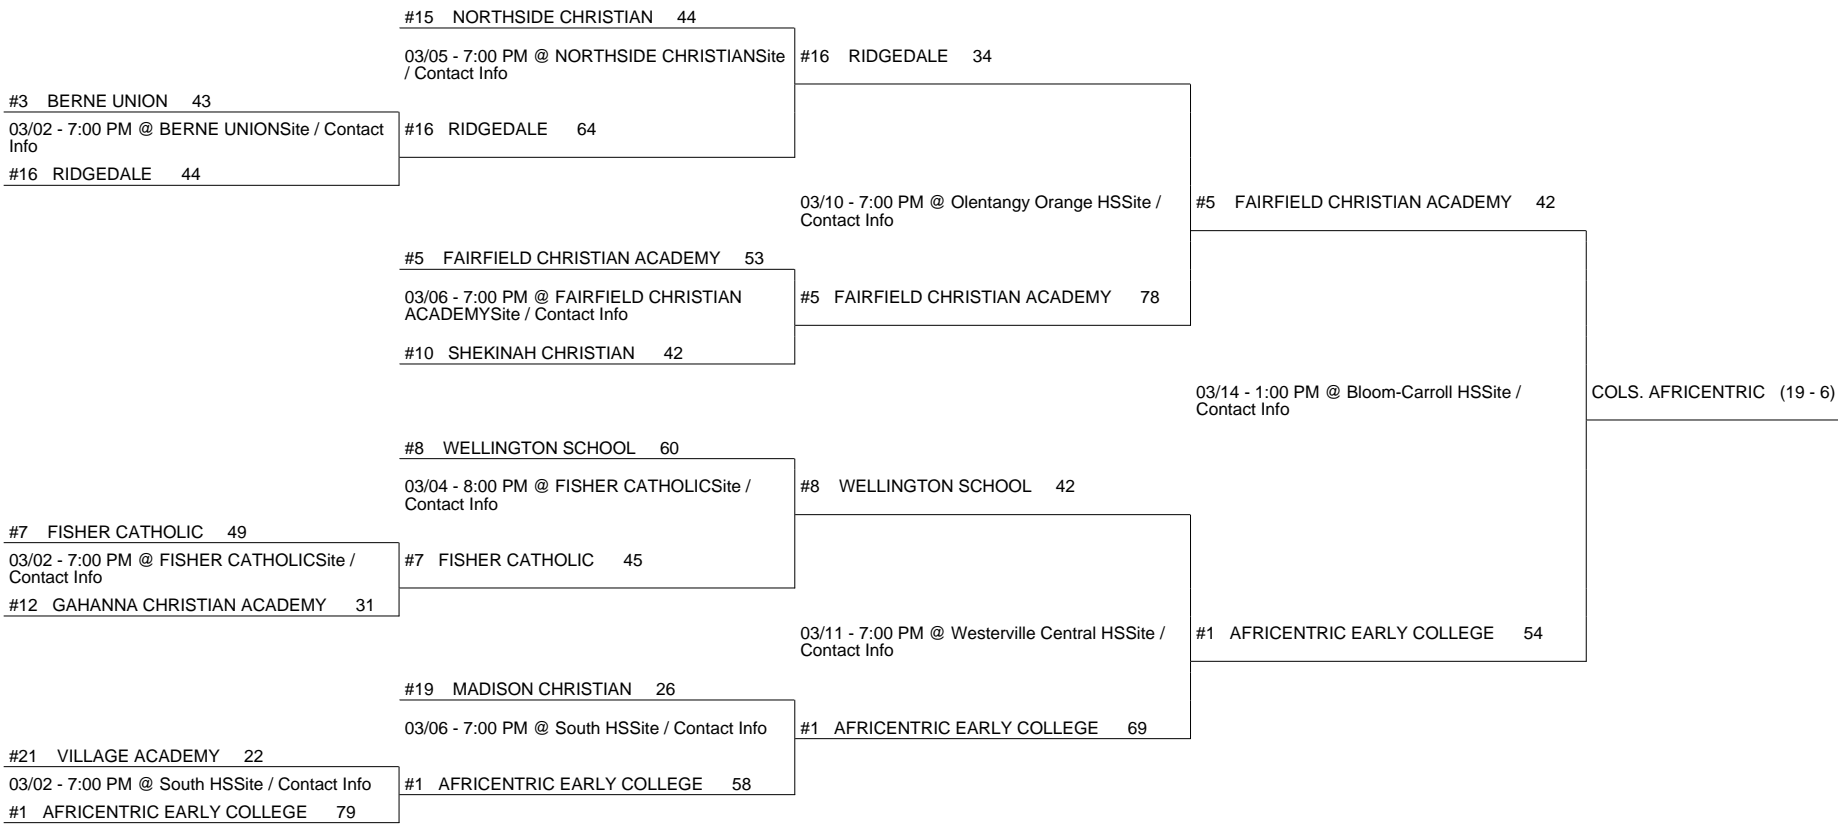 #15 NORTHSIDE CHRISTIAN 44
03/05 - 7:00 PM @ NORTHSIDE CHRISTIANSite
/ Contact Info
#16 RIDGEDALE 34
#3 BERNE UNION 43
03/02 - 7:00 PM @ BERNE UNIONSite / Contact
Info
#16 RIDGEDALE 44
#16 RIDGEDALE 64
03/10 - 7:00 PM @ Olentangy Orange HSSite /
Contact Info
#5 FAIRFIELD CHRISTIAN ACADEMY 42
#5 FAIRFIELD CHRISTIAN ACADEMY 53
03/06 - 7:00 PM @ FAIRFIELD CHRISTIAN
ACADEMYSite / Contact Info
#5 FAIRFIELD CHRISTIAN ACADEMY 78
#10 SHEKINAH CHRISTIAN 42
03/14 - 1:00 PM @ Bloom-Carroll HSSite /
Contact Info
COLS. AFRICENTRIC (19 - 6)
#8 WELLINGTON SCHOOL 60
03/04 - 8:00 PM @ FISHER CATHOLICSite /
Contact Info
#8 WELLINGTON SCHOOL 42
#7 FISHER CATHOLIC 49
03/02 - 7:00 PM @ FISHER CATHOLICSite /
Contact Info
#12 GAHANNA CHRISTIAN ACADEMY 31
#7 FISHER CATHOLIC 45
03/11 - 7:00 PM @ Westerville Central HSSite /
Contact Info
#1 AFRICENTRIC EARLY COLLEGE 54
#19 MADISON CHRISTIAN 26
03/06 - 7:00 PM @ South HSSite / Contact Info
#1 AFRICENTRIC EARLY COLLEGE 69
#21 VILLAGE ACADEMY 22
03/02 - 7:00 PM @ South HSSite / Contact Info
#1 AFRICENTRIC EARLY COLLEGE 79
#1 AFRICENTRIC EARLY COLLEGE 58